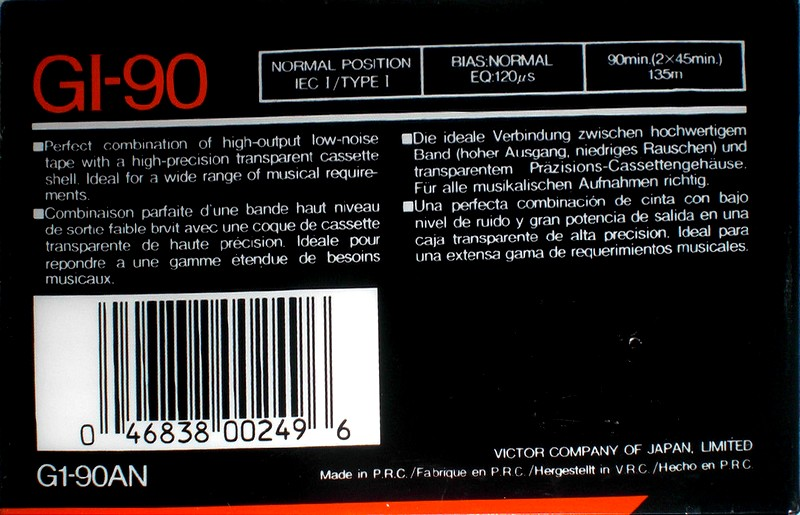 GI-90
NORMAL POSITION
IEC I/TYPE I
BIAS:NORMAL
EQ:120μs
90min.(2×45min.)
135m
■Perfect combination of high-output low-noise
tape with a high-precision transparent cassette
shell. Ideal for a wide range of musical require-
ments.
■Combinaison parfaite d'une bande haut niveau
de sortie faible brvit avec une coque de cassette
transparente de haute précision. Idéale pour
répondre a une gamme étendue de besoins
musicaux.
■Die ideale Verbindung zwischen hochwertigem
Band (hoher Ausgang, niedriges Rauschen) und
transparentem Präzisions-Cassettengehäuse.
Für alle musikalischen Aufnahmen richtig.
■Una perfecta combinación de cinta con bajo
nivel de ruido y gran potencia de salida en una
caja transparente de alta precision. Ideal para
una extensa gama de requerimientos musicales.
0 46838 00249 6
G1-90AN
VICTOR COMPANY OF JAPAN, LIMITED
Made in P.R.C./Fabrique en P.R.C./Hergestellt in V.R.C./Hecho en P.R.C.